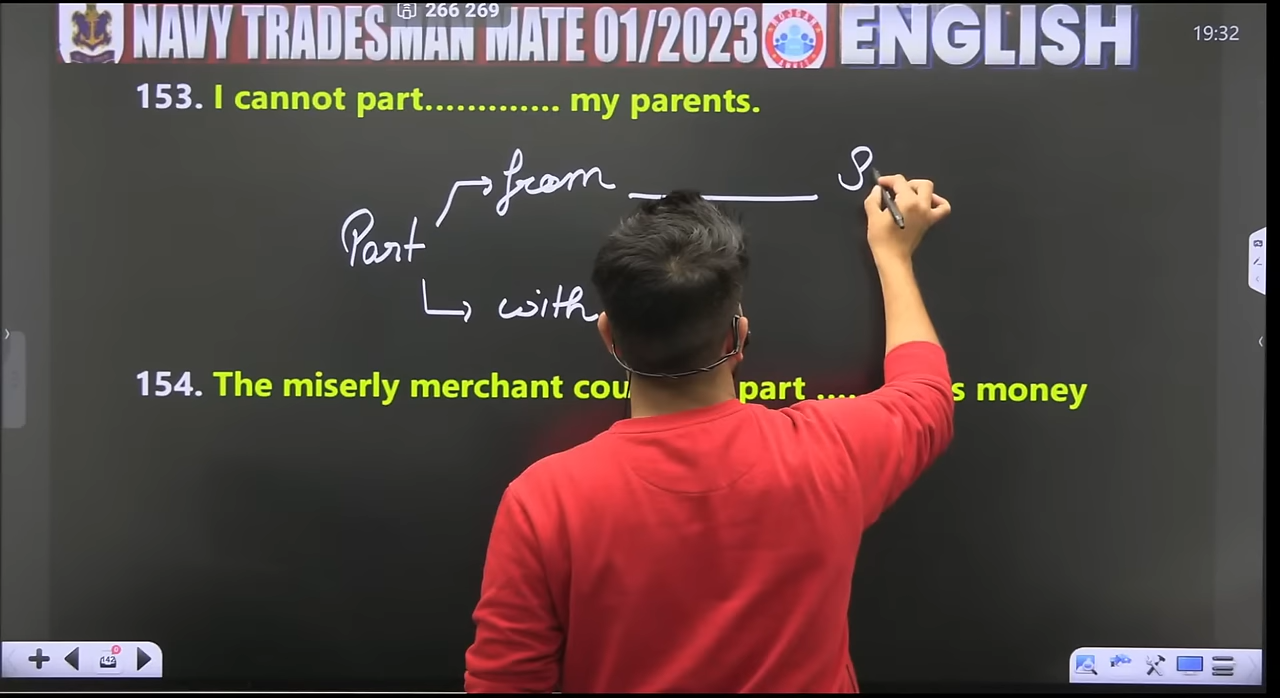 266 269
NAVY TRADESMAN MATE 01/2023 ENGLISH
19:32
153. I cannot part............. my parents.
from
Part
with
154. The miserly merchant part money
142